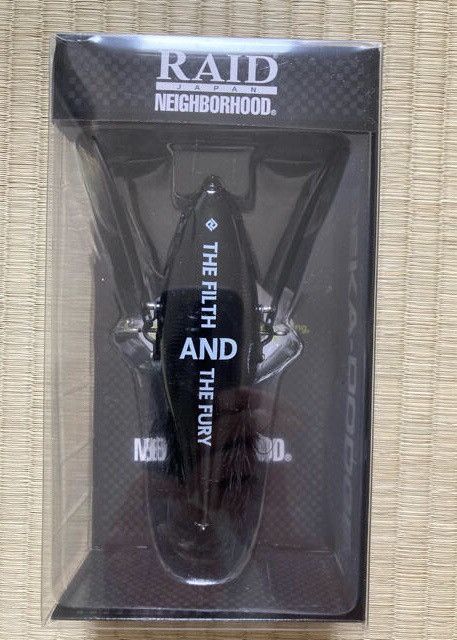 RAID
JAPAN
NEIGHBORHOOD®
THE FILTH
AND
THE FURY